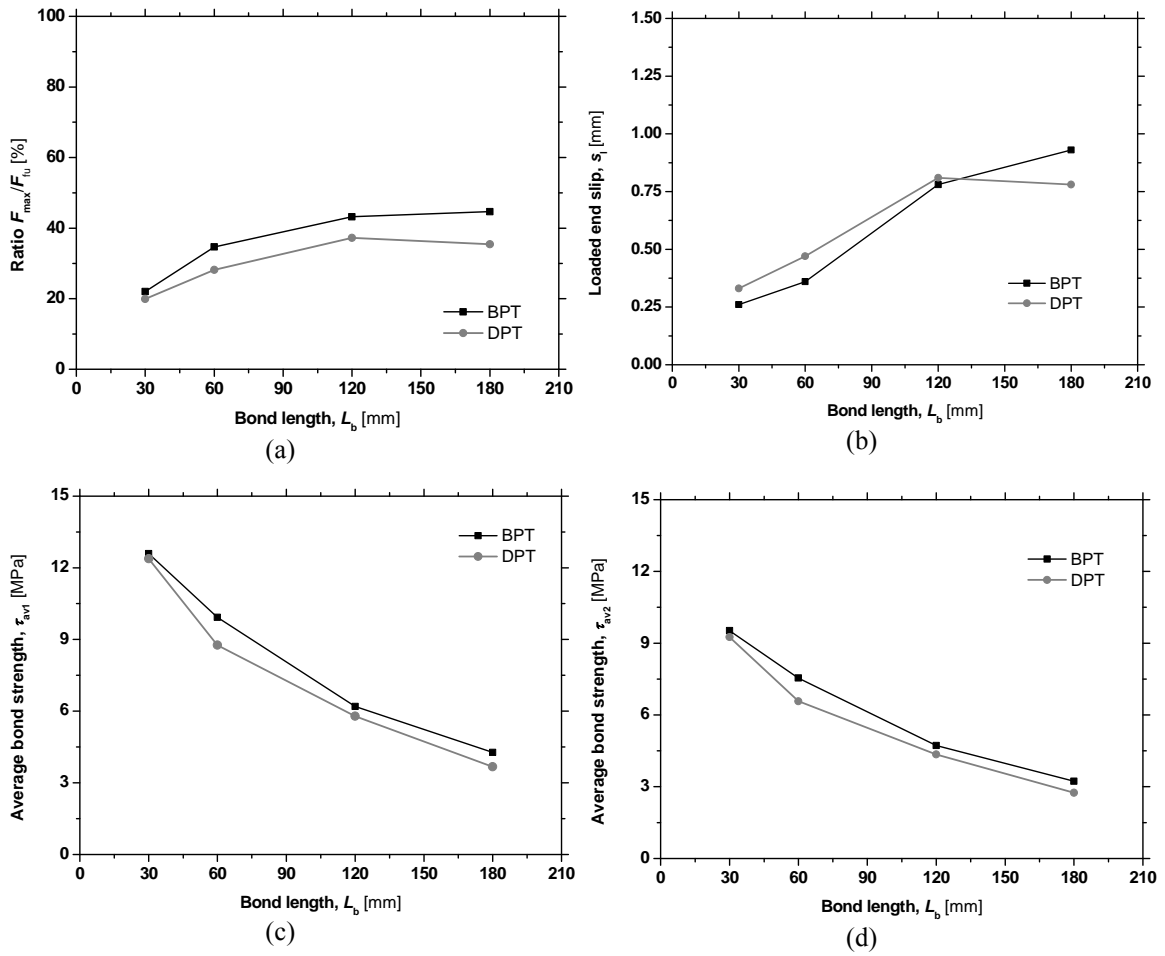 100
80
60
40
20
0
Ratio F_max/F_fu [%]
BPT
DPT
0 30 60 90 120 150 180 210
Bond length, L_b [mm]
(a)
1.50
1.25
1.00
0.75
0.50
0.25
0.00
Loaded end slip, s_l [mm]
BPT
DPT
0 30 60 90 120 150 180 210
Bond length, L_b [mm]
(b)
15
12
9
6
3
0
Average bond strength, τ_av1 [MPa]
BPT
DPT
0 30 60 90 120 150 180 210
Bond length, L_b [mm]
(c)
15
12
9
6
3
0
Average bond strength, τ_av2 [MPa]
BPT
DPT
0 30 60 90 120 150 180 210
Bond length, L_b [mm]
(d)